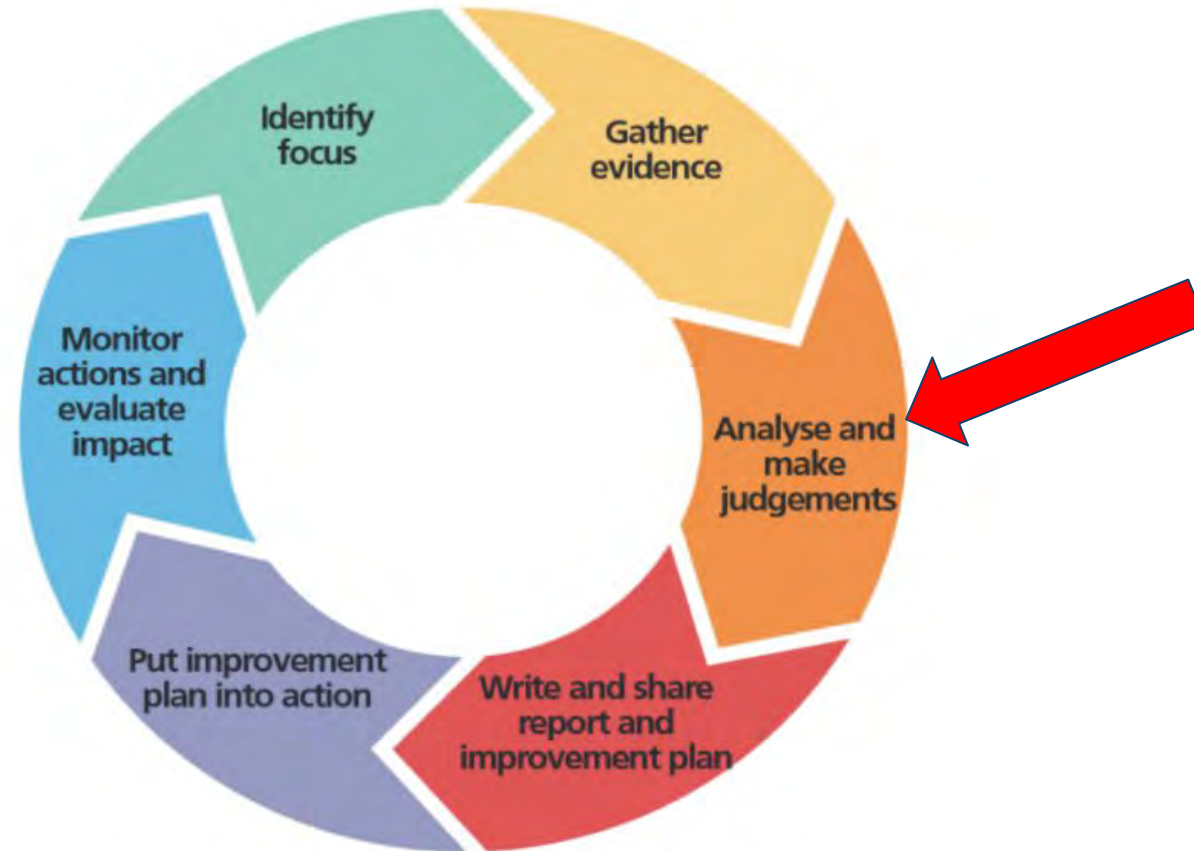 Identify
focus
Gather
evidence
Analyse and
make
judgements
Write and share
report and
improvement plan
Put improvement
plan into action
Monitor
actions and
evaluate
impact